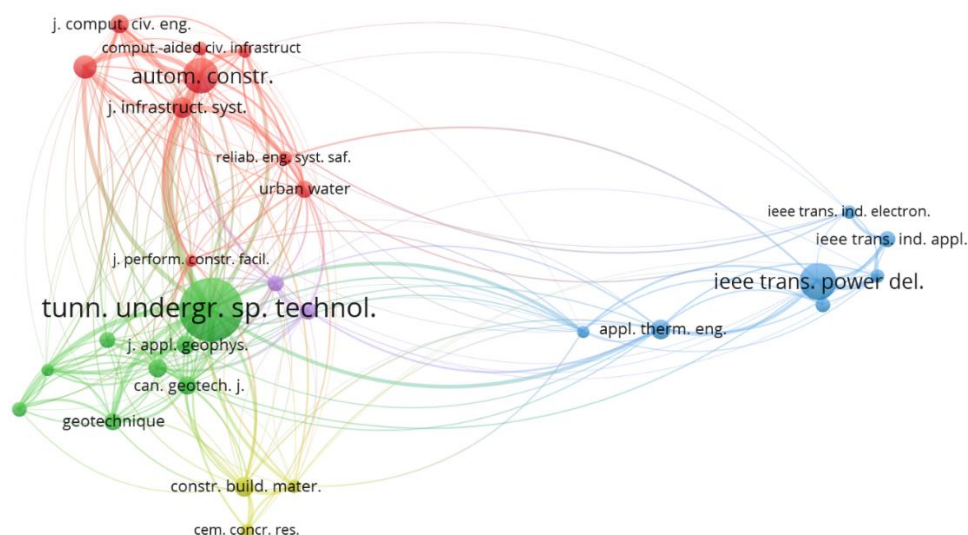 j. comput. civ. eng.
comput.-aided civ. infrastruct
autom. constr.
j. infrastruct. syst.
reliab. eng. syst. saf.
urban water
ieee trans. ind. electron.
ieee trans. ind. appl.
j. perform. constr. facil.
ieee trans. power del.
tunn. undergr. sp. technol.
appl. therm. eng.
j. appl. geophys.
can. geotech. j.
geotechnique
constr. build. mater.
cem. concr. res.